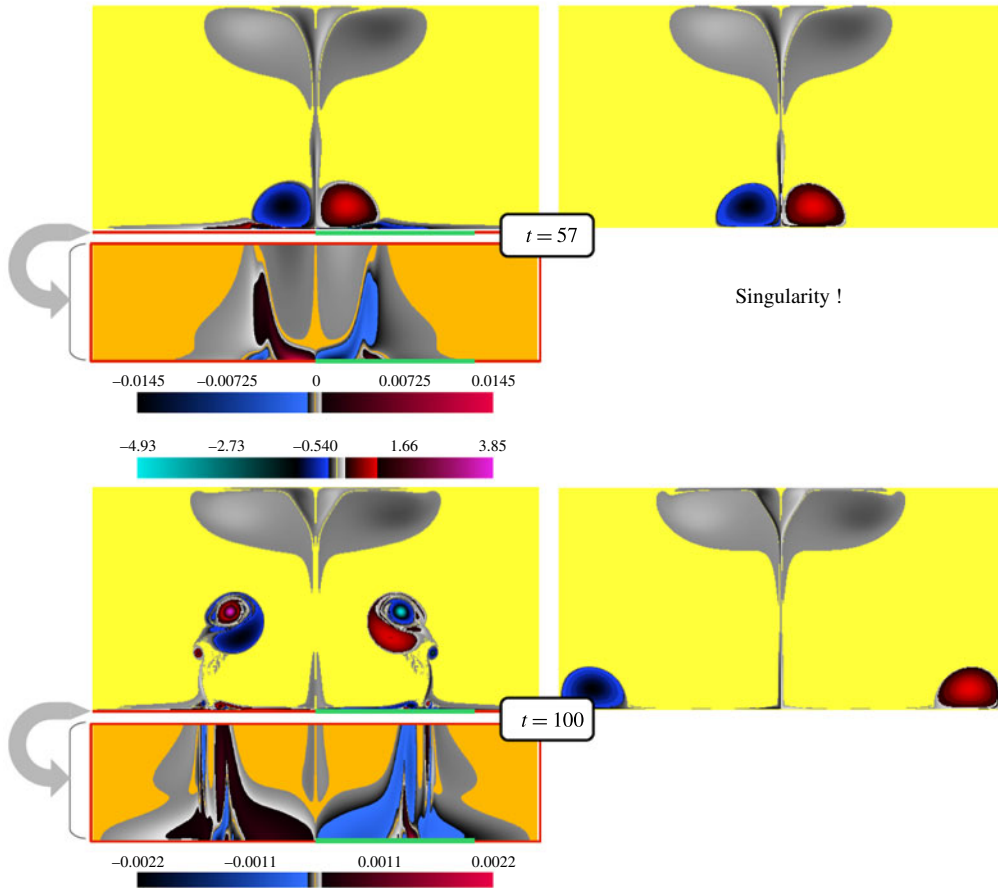 t = 57
Singularity !
−0.0145 −0.00725 0 0.00725 0.0145
−4.93 −2.73 −0.540 1.66 3.85
t = 100
−0.0022 −0.0011 0.0011 0.0022